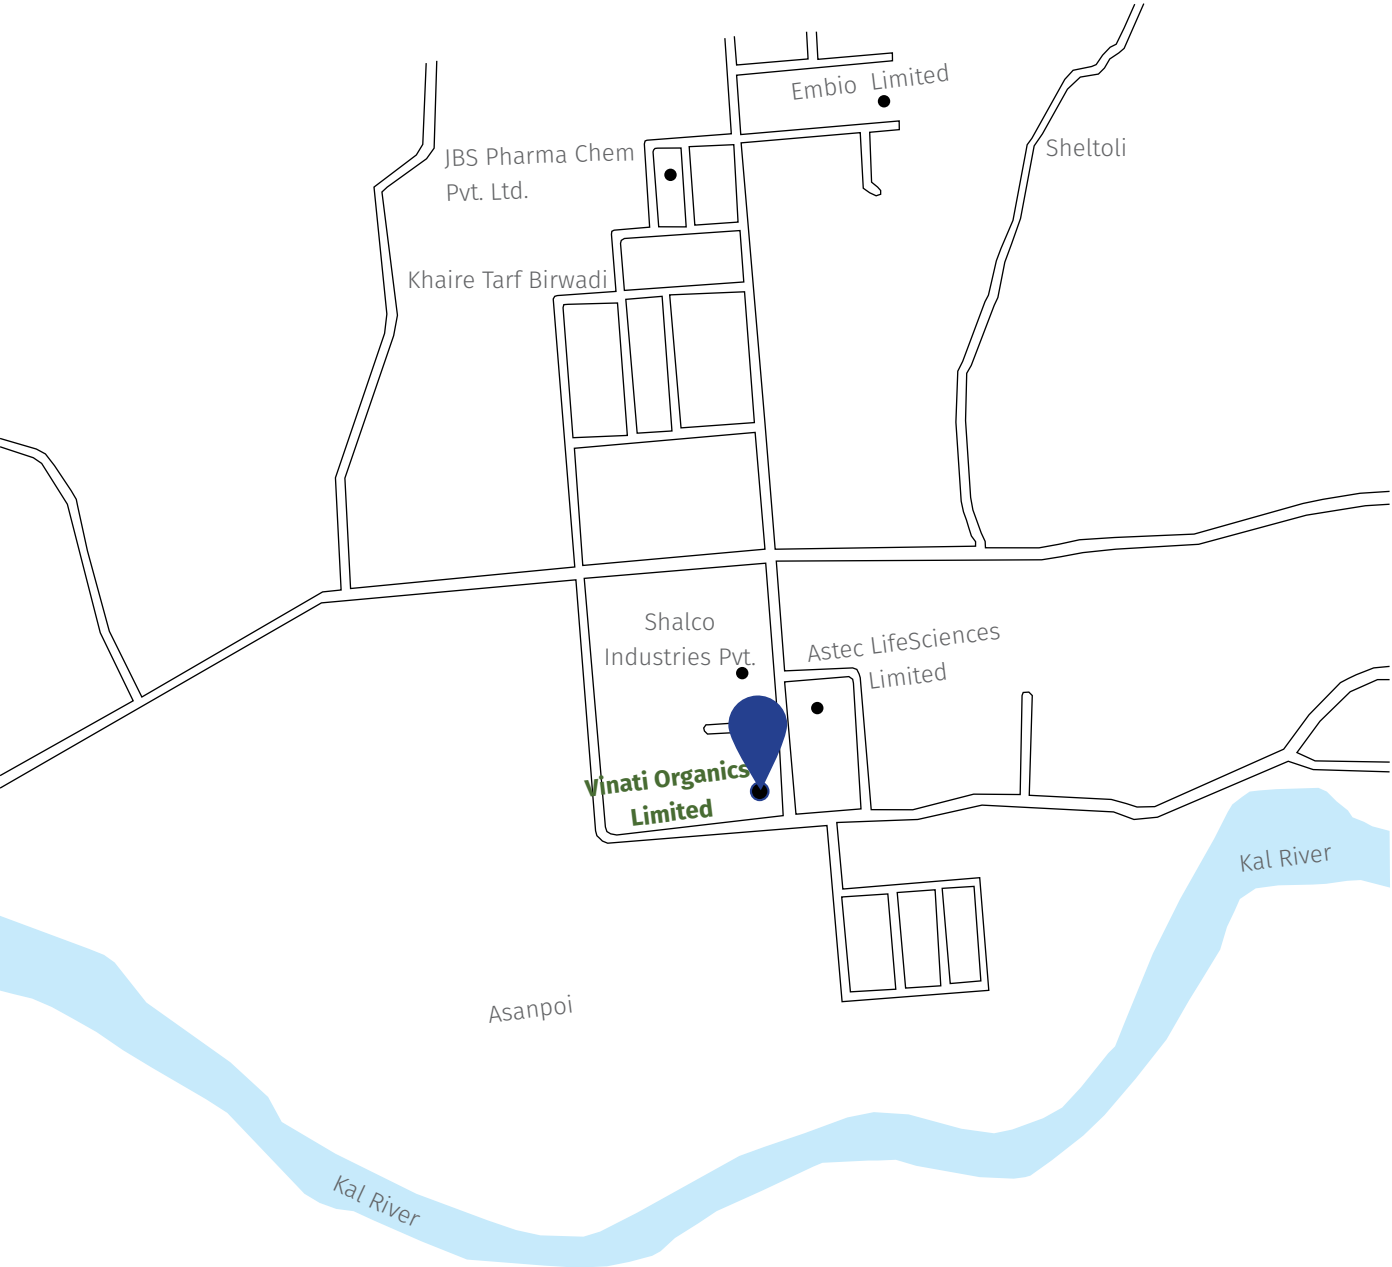 Embio Limited
JBS Pharma Chem
Pvt. Ltd.
Sheltoli
Khaire Tarf Birwadi
Shalco
Industries Pvt.
Astec LifeSciences
Limited
Vinati Organics
Limited
Kal River
Asanpoi
Kal River